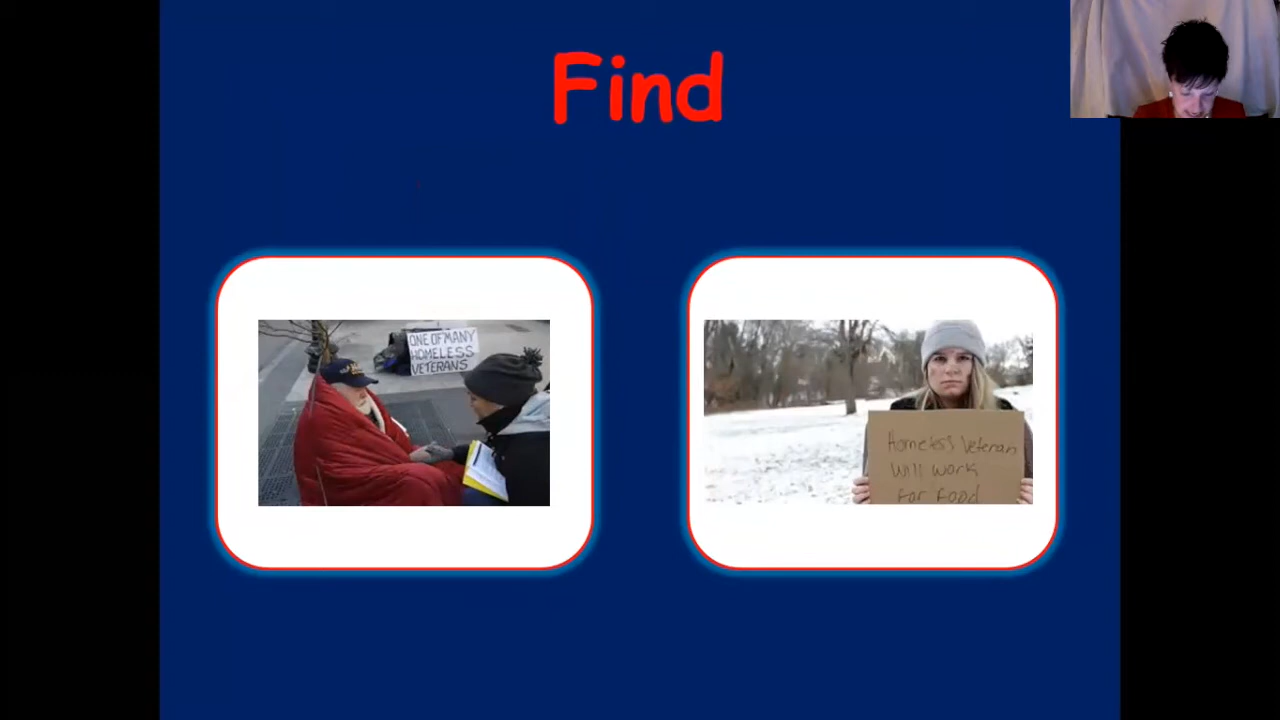 Find
ONE OF MANY
HOMELESS
VETERANS
Homeless Veteran
will work
for food